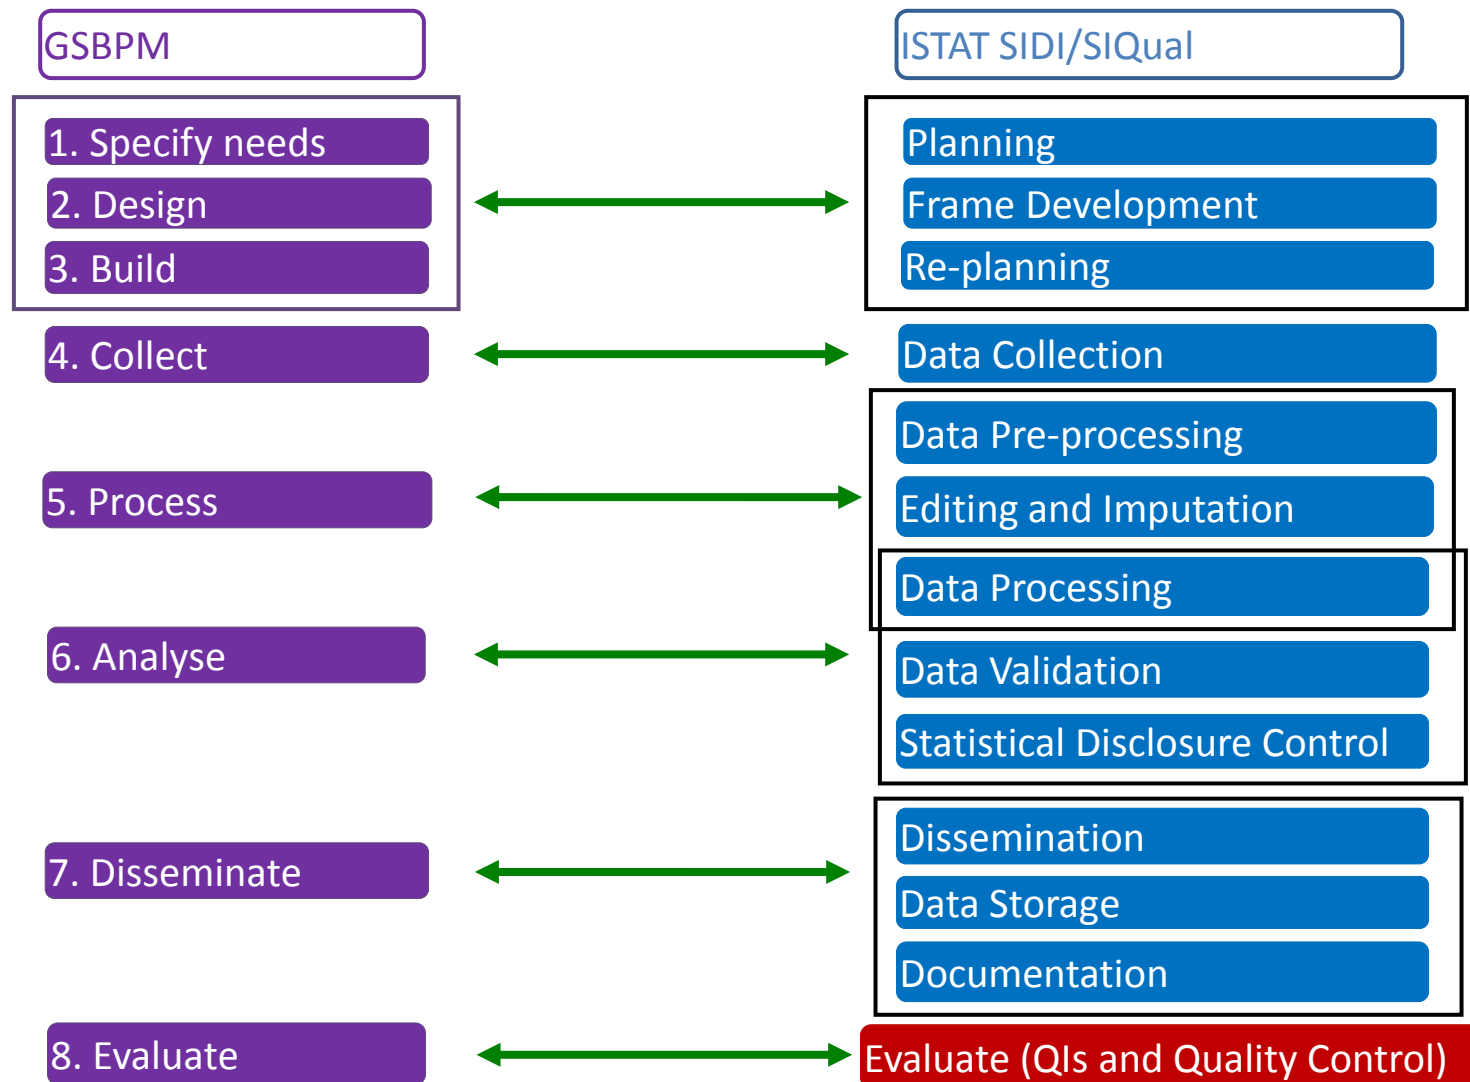 GSBPM
ISTAT SIDI/SIQual
1. Specify needs
Planning
2. Design
Frame Development
3. Build
Re-planning
4. Collect
Data Collection
Data Pre-processing
5. Process
Editing and Imputation
Data Processing
6. Analyse
Data Validation
Statistical Disclosure Control
Dissemination
7. Disseminate
Data Storage
Documentation
8. Evaluate
Evaluate (QIs and Quality Control)